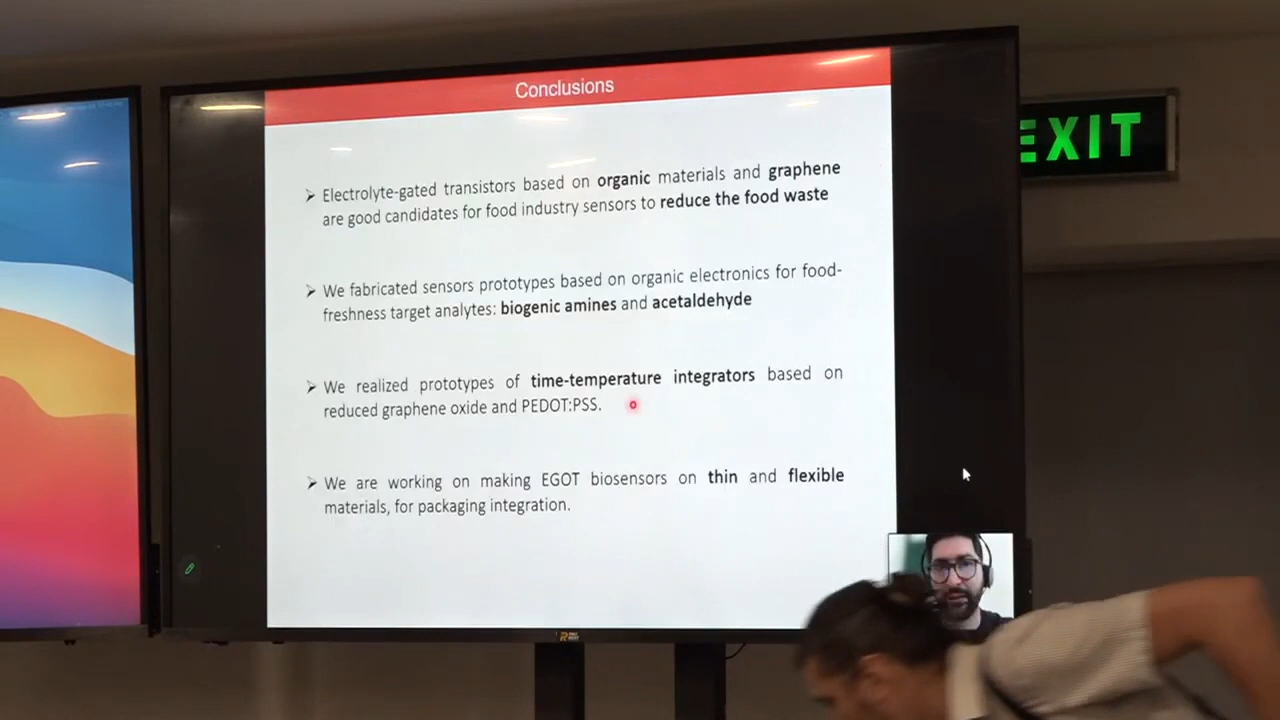 Conclusions
EXIT
➢ Electrolyte-gated transistors based on organic materials and graphene
are good candidates for food industry sensors to reduce the food waste
➢ We fabricated sensors prototypes based on organic electronics for food-
freshness target analytes: biogenic amines and acetaldehyde
➢ We realized prototypes of time-temperature integrators based on
reduced graphene oxide and PEDOT:PSS.
➢ We are working on making EGOT biosensors on thin and flexible
materials, for packaging integration.